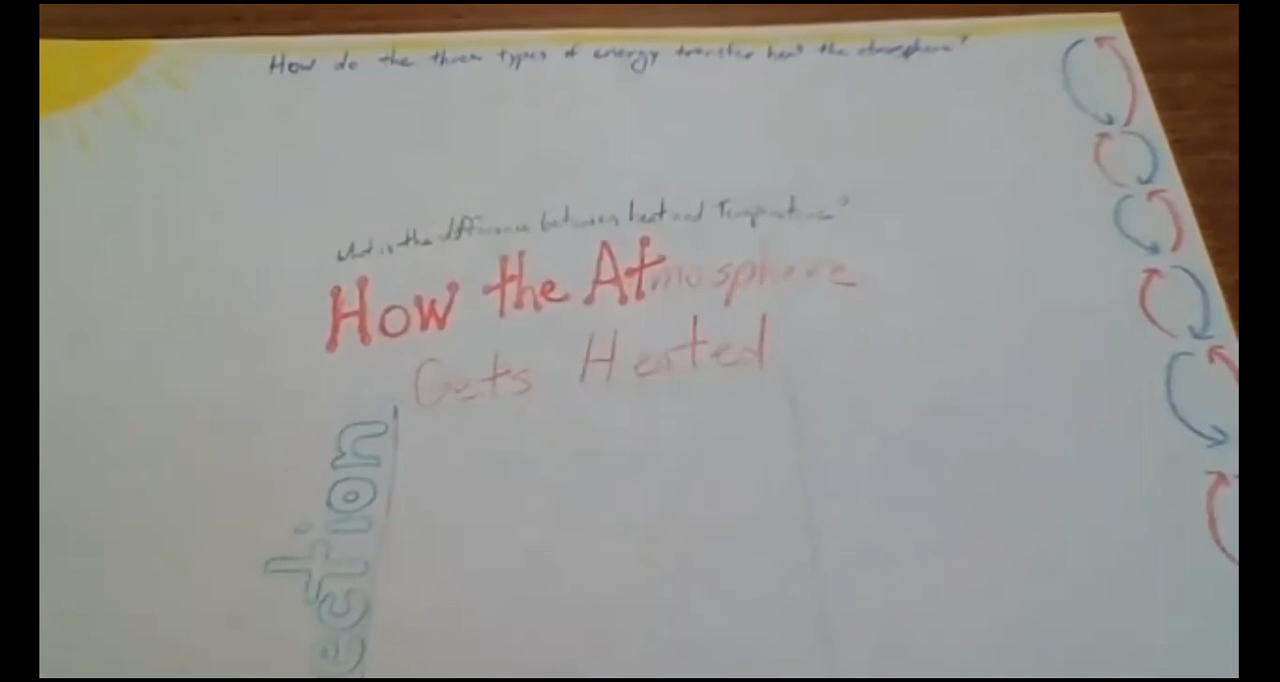 How do the three types of energy transfer heat the atmosphere?
What is the difference between heat and Temperature?
How the Atmosphere
Gets Heated
ection